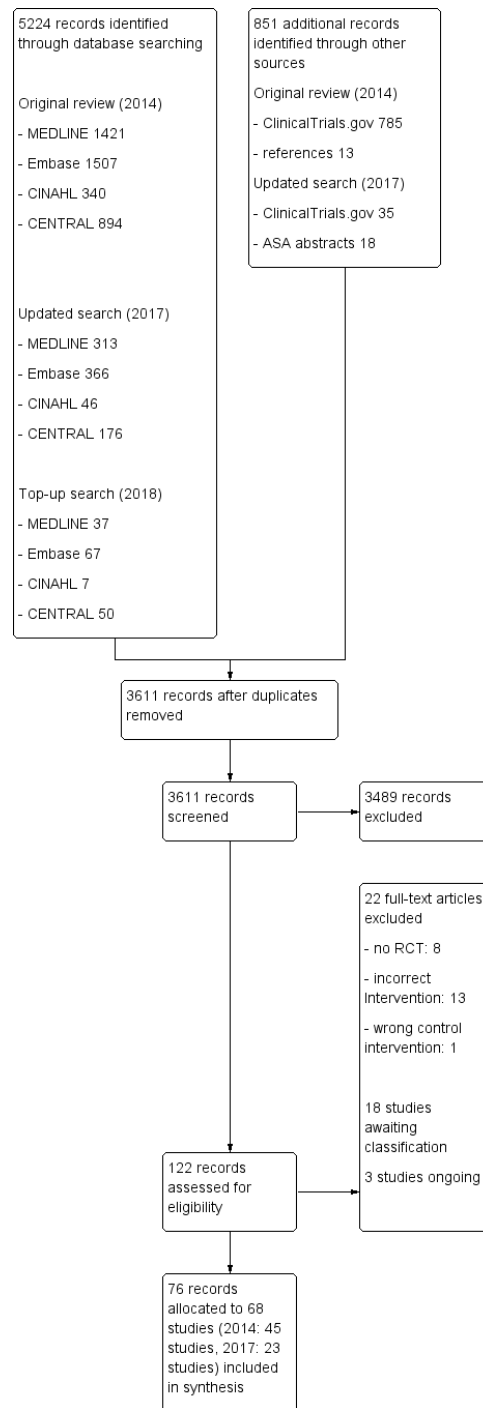 5224 records identified
through database searching
Original review (2014)
- MEDLINE 1421
- Embase 1507
- CINAHL 340
- CENTRAL 894
Updated search (2017)
- MEDLINE 313
- Embase 366
- CINAHL 46
- CENTRAL 176
Top-up search (2018)
- MEDLINE 37
- Embase 67
- CINAHL 7
- CENTRAL 50
851 additional records
identified through other
sources
Original review (2014)
- ClinicalTrials.gov 785
- references 13
Updated search (2017)
- ClinicalTrials.gov 35
- ASA abstracts 18
3611 records after duplicates
removed
3611 records
screened
3489 records
excluded
22 full-text articles
excluded
- no RCT: 8
- incorrect
Intervention: 13
- wrong control
intervention: 1
18 studies
awaiting
classification
3 studies ongoing
122 records
assessed for
eligibility
76 records
allocated to 68
studies (2014: 45
studies, 2017: 23
studies) included
in synthesis